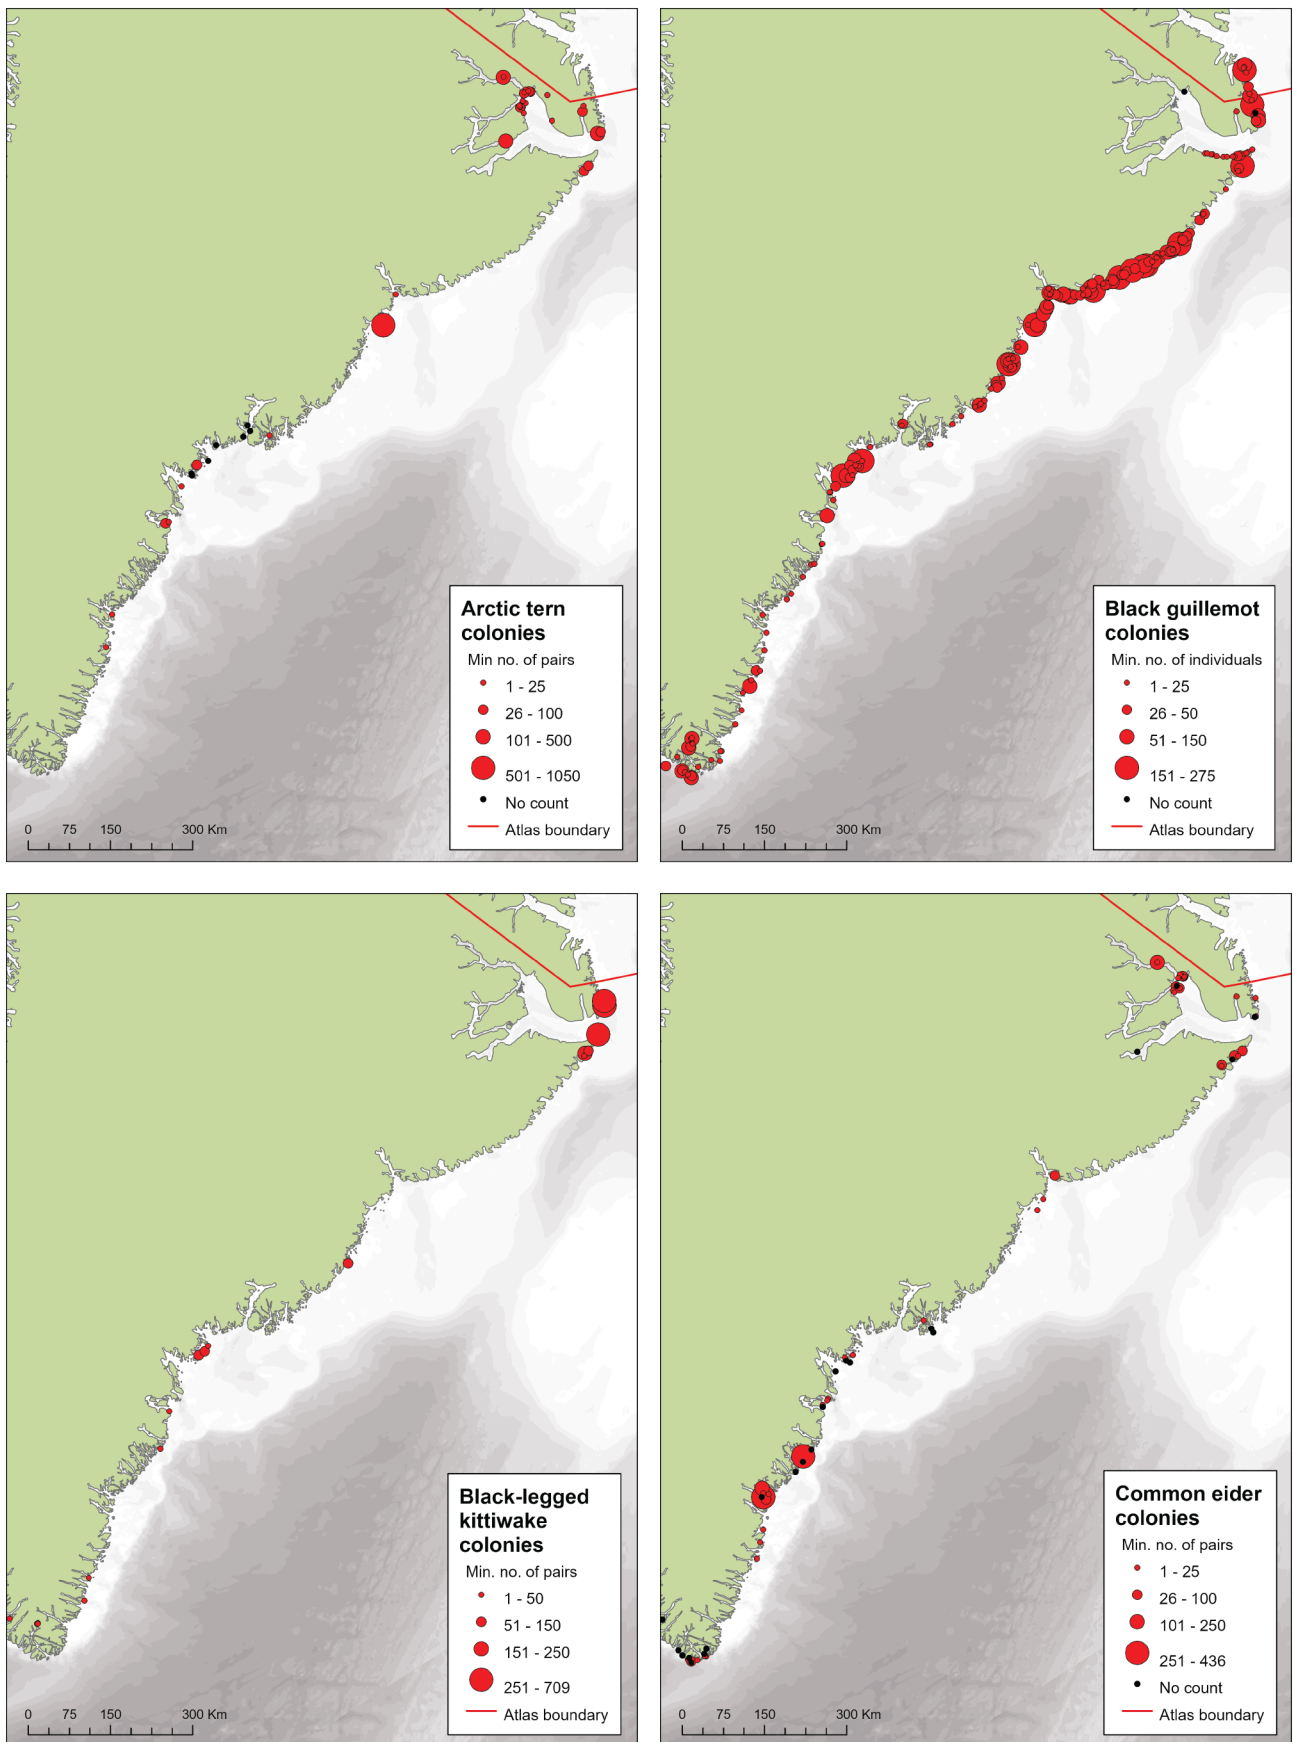 Arctic tern
colonies
Min no. of pairs
1 - 25
26 - 100
101 - 500
501 - 1050
No count
Atlas boundary
0 75 150 300 Km
Black guillemot
colonies
Min. no. of individuals
1 - 25
26 - 50
51 - 150
151 - 275
No count
Atlas boundary
0 75 150 300 Km
Black-legged
kittiwake
colonies
Min. no. of pairs
1 - 50
51 - 150
151 - 250
251 - 709
Atlas boundary
0 75 150 300 Km
Common eider
colonies
Min. no. of pairs
1 - 25
26 - 100
101 - 250
251 - 436
No count
Atlas boundary
0 75 150 300 Km